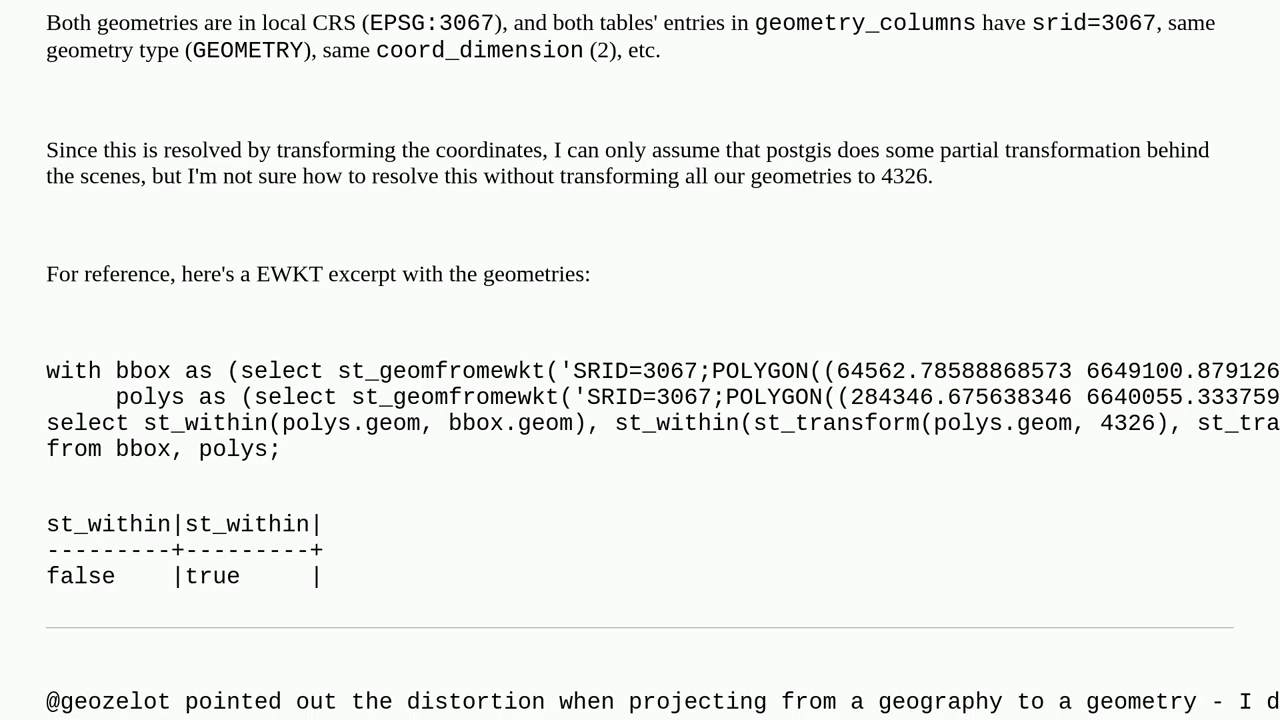 Both geometries are in local CRS (EPSG:3067), and both tables' entries in geometry_columns have srid=3067, same
geometry type (GEOMETRY), same coord_dimension (2), etc.
Since this is resolved by transforming the coordinates, I can only assume that postgis does some partial transformation behind
the scenes, but I'm not sure how to resolve this without transforming all our geometries to 4326.
For reference, here's a EWKT excerpt with the geometries:
with bbox as (select st_geomfromewkt('SRID=3067;POLYGON((64562.78588868573 6649100.879126
     polys as (select st_geomfromewkt('SRID=3067;POLYGON((284346.675638346 6640055.333759
select st_within(polys.geom, bbox.geom), st_within(st_transform(polys.geom, 4326), st_tra
from bbox, polys;
st_within|st_within|
---------+---------+
false    |true     |
@geozelot pointed out the distortion when projecting from a geography to a geometry - I d